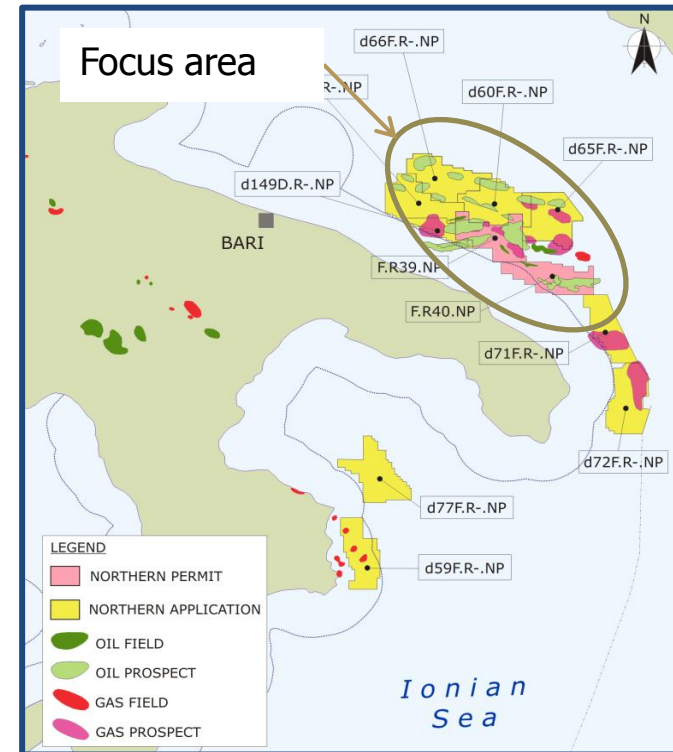 Focus area
N
d66F.R-.NP
R-.NP
d60F.R-.NP
d65F.R-.NP
d149D.R-.NP
BARI
F.R39.NP
F.R40.NP
d71F.R-.NP
d72F.R-.NP
d77F.R-.NP
d59F.R-.NP
LEGEND
NORTHERN PERMIT
NORTHERN APPLICATION
OIL FIELD
OIL PROSPECT
GAS FIELD
GAS PROSPECT
Ionian
Sea